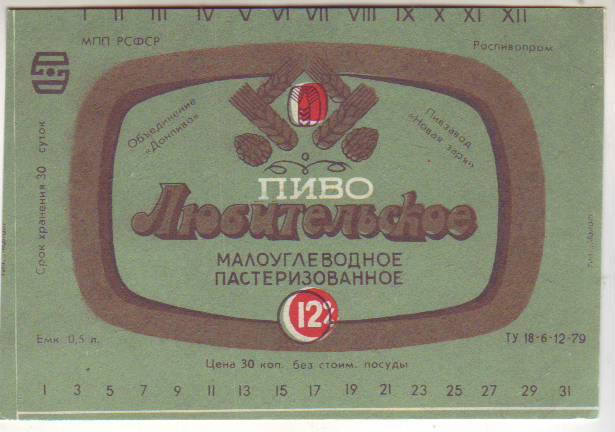 I II III IV V VI VII VIII IX X XI XII
МПП РСФСР
Роспивопром
Объединение
"Донпиво"
Пивзавод
"Новая заря"
Срок хранения 30 суток
ПИВО
Любительское
МАЛОУГЛЕВОДНОЕ
ПАСТЕРИЗОВАННОЕ
12%
Емк. 0,5 л.
ТУ 18-6-12-79
Цена 30 коп. без стоим. посуды
1 3 5 7 9 11 13 15 17 19 21 23 25 27 29 31